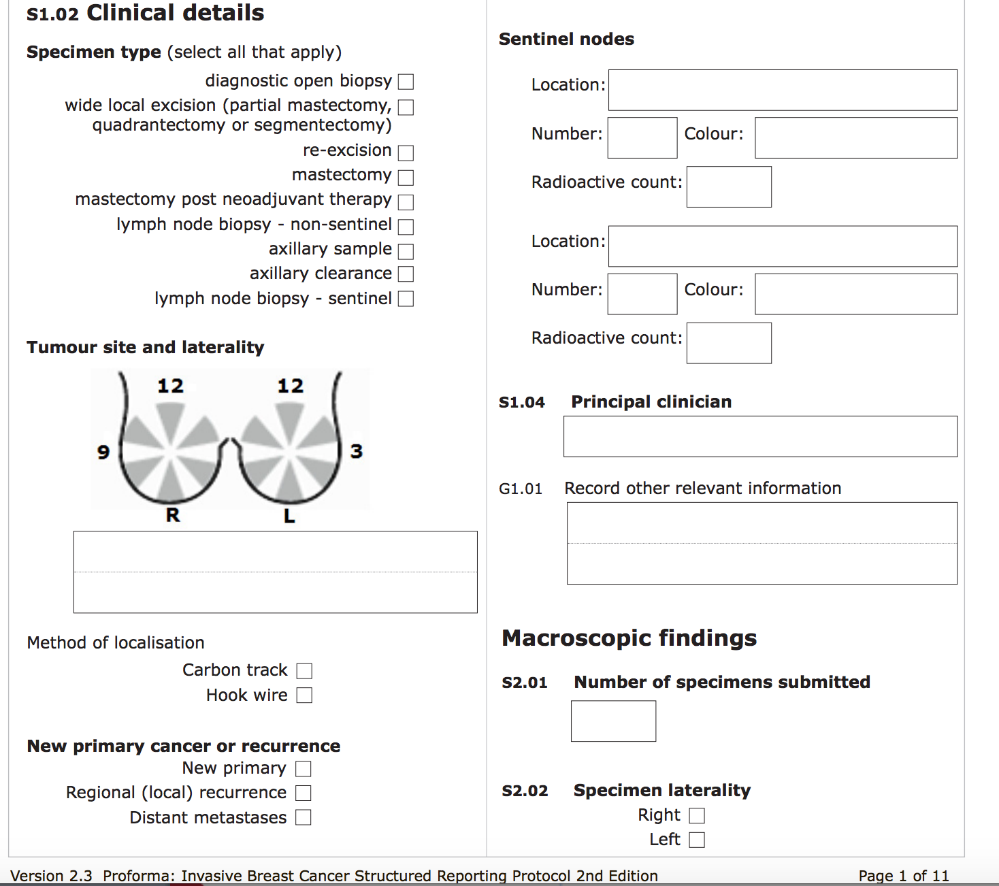 S1.02 Clinical details
Specimen type (select all that apply)
diagnostic open biopsy
wide local excision (partial mastectomy,
quadrantectomy or segmentectomy)
re-excision
mastectomy
mastectomy post neoadjuvant therapy
lymph node biopsy - non-sentinel
axillary sample
axillary clearance
lymph node biopsy - sentinel
Tumour site and laterality
12 12
9 3
R L
Method of localisation
Carbon track
Hook wire
New primary cancer or recurrence
New primary
Regional (local) recurrence
Distant metastases
Sentinel nodes
Location:
Number: Colour:
Radioactive count:
Location:
Number: Colour:
Radioactive count:
S1.04 Principal clinician
G1.01 Record other relevant information
Macroscopic findings
S2.01 Number of specimens submitted
S2.02 Specimen laterality
Right
Left
Version 2.3 Proforma: Invasive Breast Cancer Structured Reporting Protocol 2nd Edition Page 1 of 11